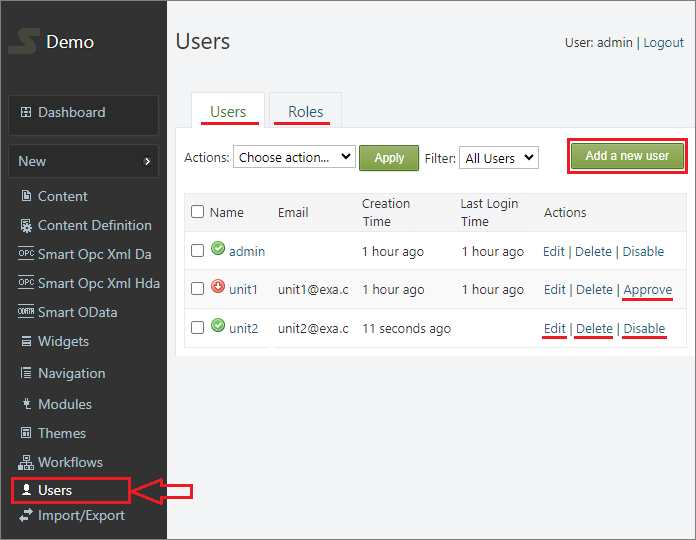 Demo
Users
User: admin | Logout
Dashboard
New
Content
Content Definition
OPC Smart Opc Xml Da
OPC Smart Opc Xml Hda
Smart OData
Widgets
Navigation
Modules
Themes
Workflows
Users
Import/Export
Users Roles
Actions: Choose action... Apply Filter: All Users Add a new user
Name Email Creation Time Last Login Time Actions
admin 1 hour ago 1 hour ago Edit | Delete | Disable
unit1 unit1@exa.c 1 hour ago 1 hour ago Edit | Delete | Approve
unit2 unit2@exa.c 11 seconds ago Edit | Delete | Disable